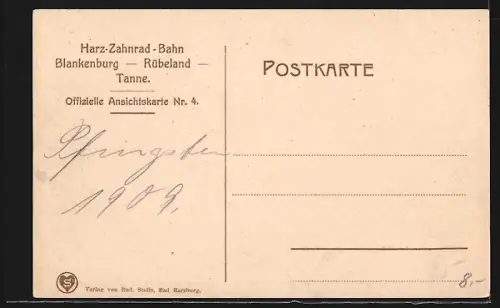 Harz-Zahnrad-Bahn
Blankenburg — Rübeland —
Tanne.
Offizielle Ansichtskarte Nr. 4.
POSTKARTE
Pfingsten
1909.
Verlag von Rud. Stolle, Bad Harzburg.
8.-